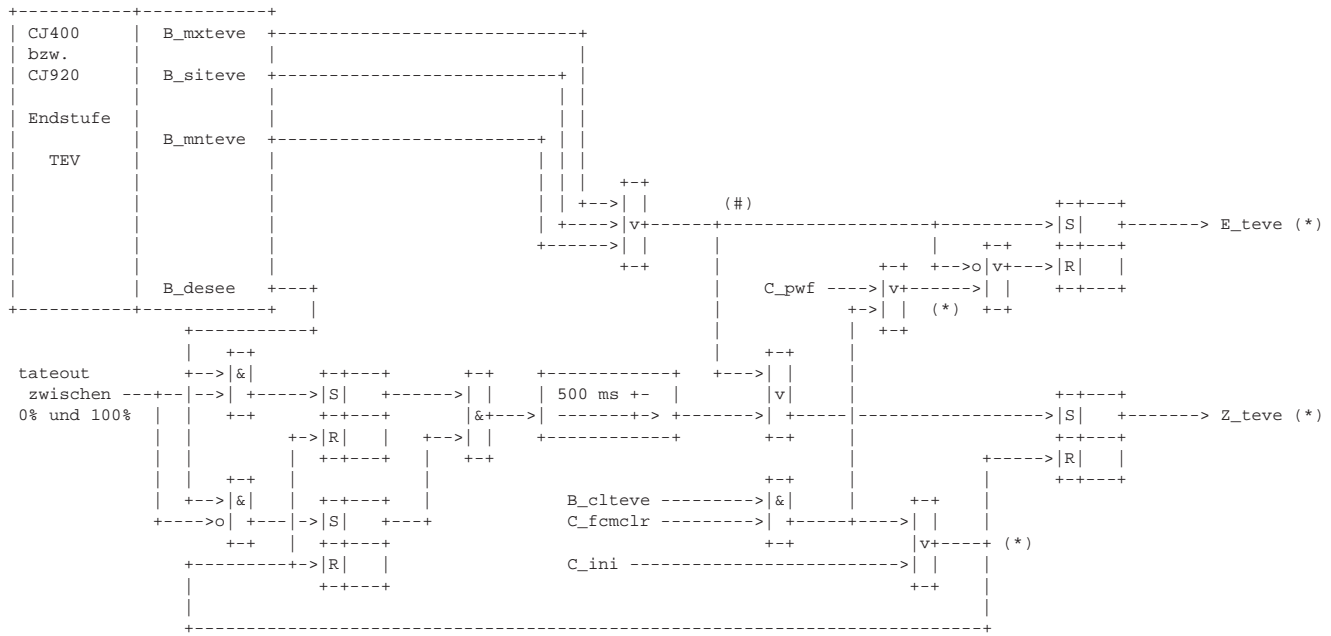 CJ400 B_mxteve
bzw.
CJ920 B_siteve
Endstufe
B_mnteve
TEV
(#)
v S E_teve (*)
v R
B_desee C_pwf v (*)
tateout & v
zwischen S 500 ms v S Z_teve (*)
0% und 100% &
R R
& B_clteve &
S C_fcmclr
v (*)
R C_ini